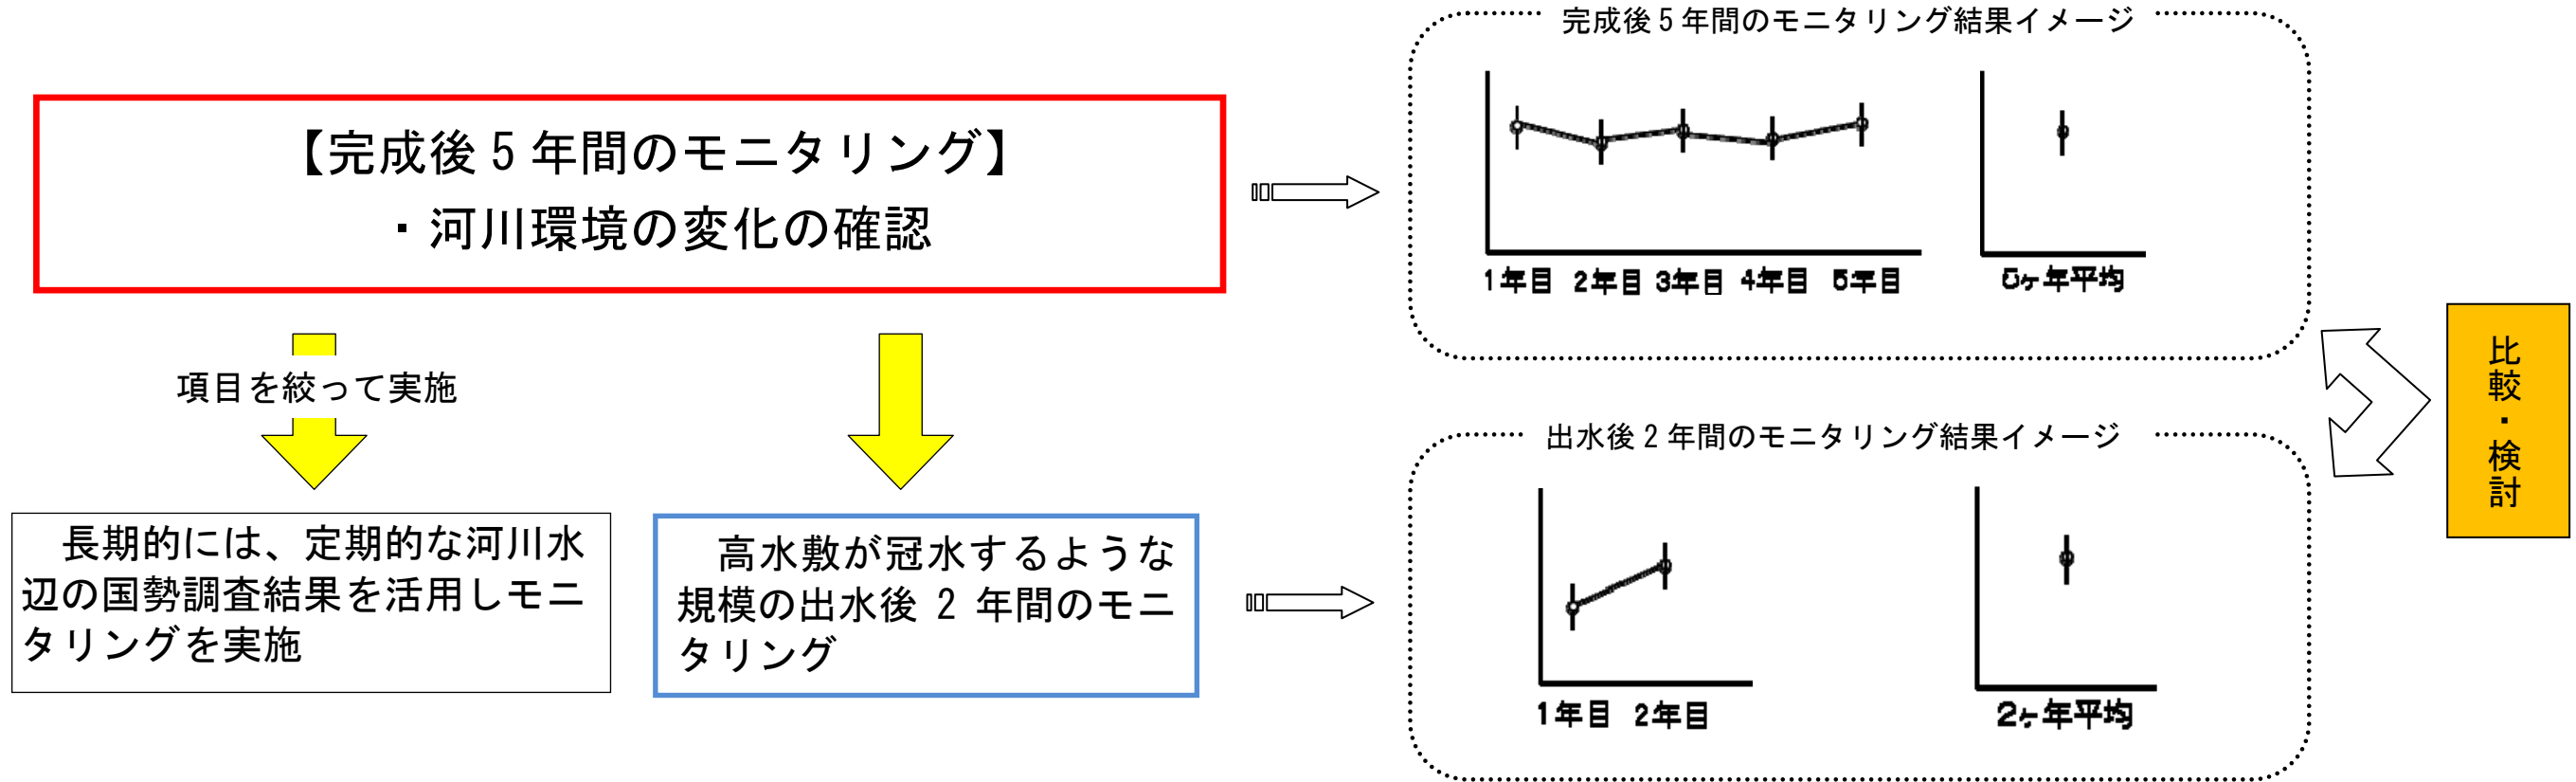 完成後5年間のモニタリング結果イメージ
【完成後5年間のモニタリング】
・河川環境の変化の確認
1年目 2年目 3年目 4年目 5年目
5ヶ年平均
項目を絞って実施
比較・検討
出水後2年間のモニタリング結果イメージ
長期的には、定期的な河川水
辺の国勢調査結果を活用しモニ
タリングを実施
高水敷が冠水するような
規模の出水後 2 年間のモニ
タリング
1年目 2年目
2ヶ年平均